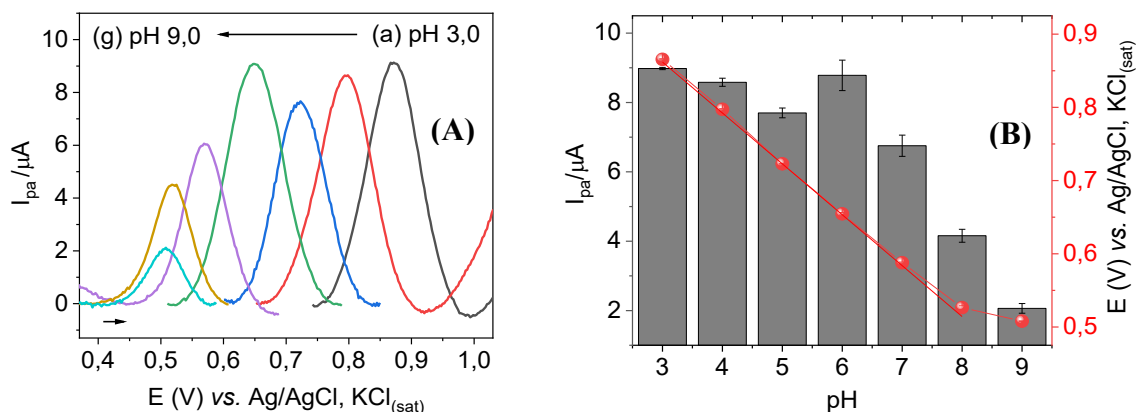 (g) pH 9,0 (a) pH 3,0
(A)
10
8
6
4
2
0
I_pa/µA
0,4 0,5 0,6 0,7 0,8 0,9 1,0
E (V) vs. Ag/AgCl, KCl(sat)
(B)
10
8
6
4
2
I_pa/µA
3 4 5 6 7 8 9
pH
0,9
0,8
0,7
0,6
0,5
E (V) vs. Ag/AgCl, KCl(sat)